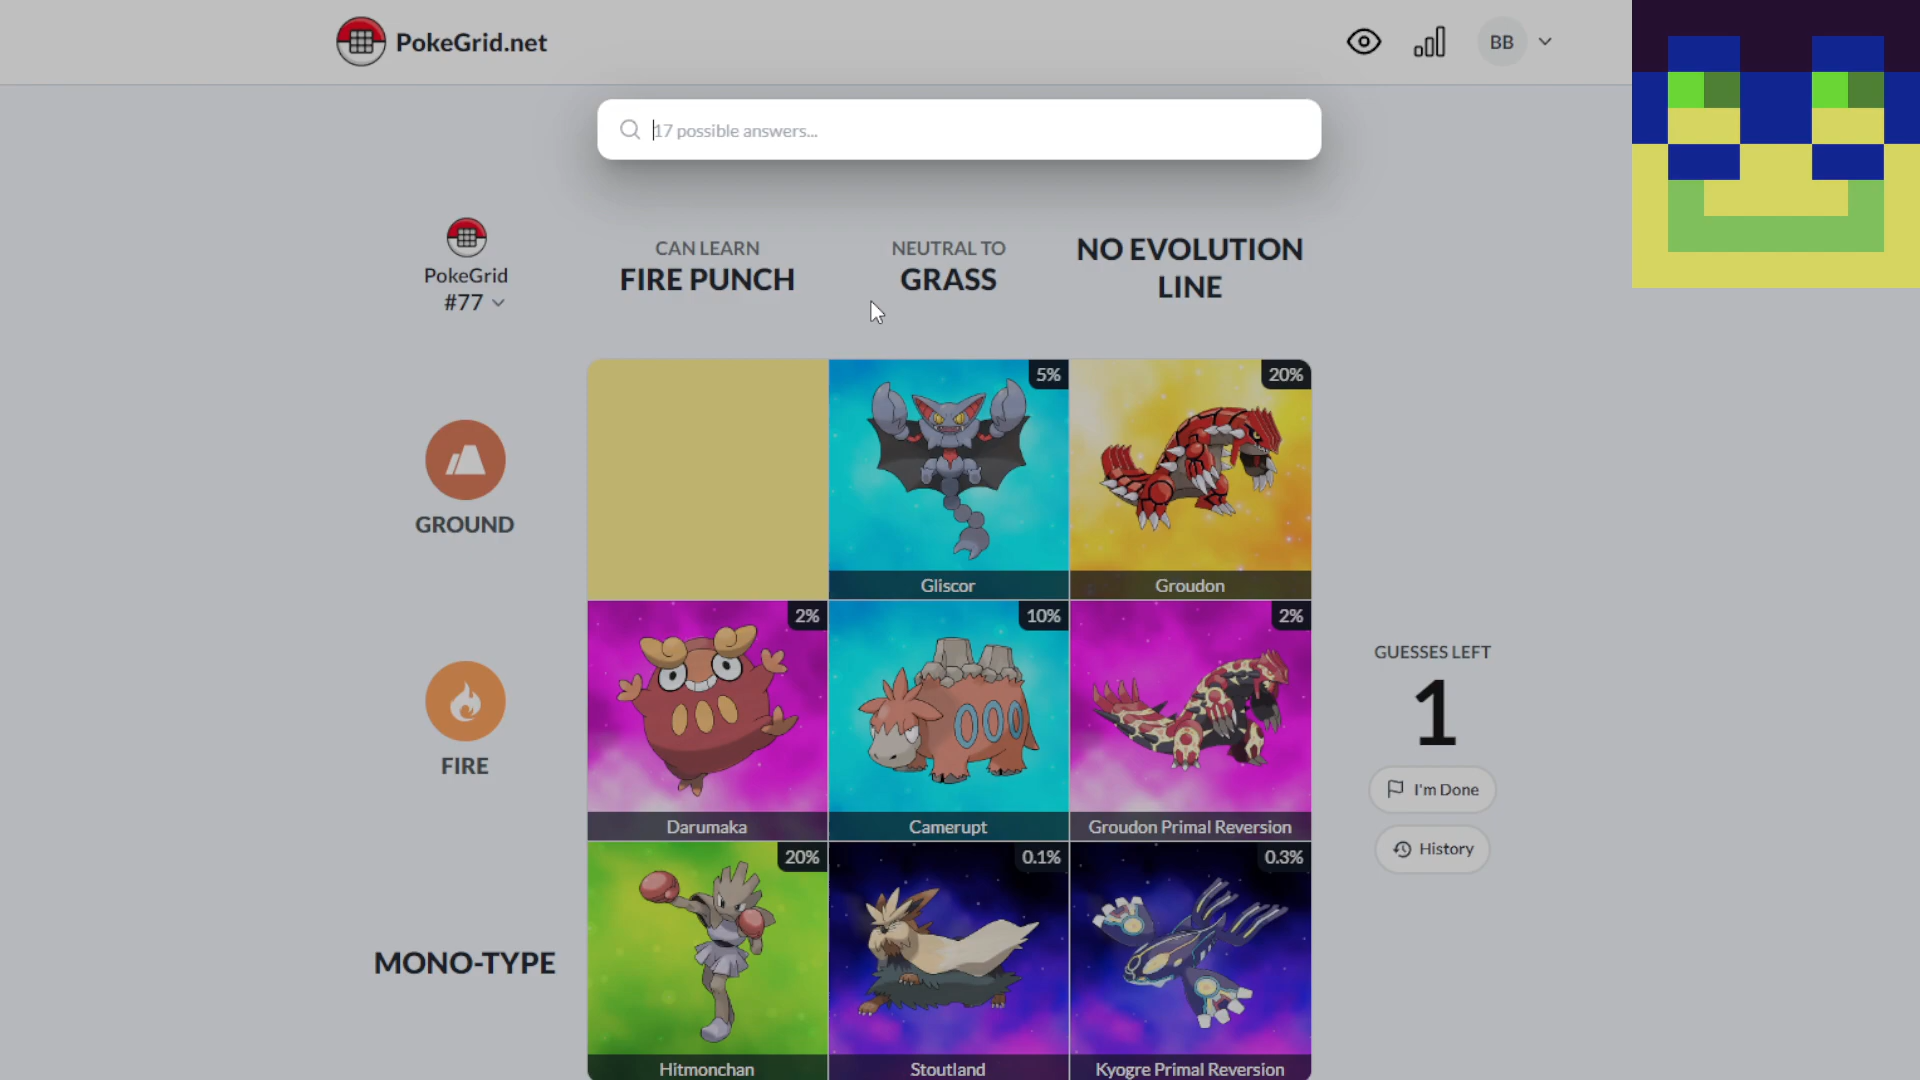 PokeGrid.net
BB
17 possible answers...
PokeGrid
#77
CAN LEARN
FIRE PUNCH
NEUTRAL TO
GRASS
NO EVOLUTION
LINE
GROUND
5%
Gliscor
20%
Groudon
FIRE
2%
Darumaka
10%
Camerupt
2%
Groudon Primal Reversion
GUESSES LEFT
1
I'm Done
History
MONO-TYPE
20%
Hitmonchan
0.1%
Stoutland
0.3%
Kyogre Primal Reversion